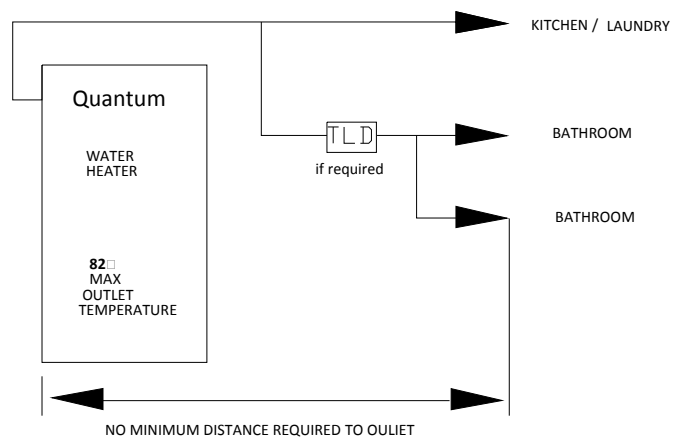 KITCHEN / LAUNDRY
Quantum
TLD
BATHROOM
WATER
HEATER
if required
BATHROOM
82□
MAX
OUTLET
TEMPERATURE
NO MINIMUM DISTANCE REQUIRED TO OULIET